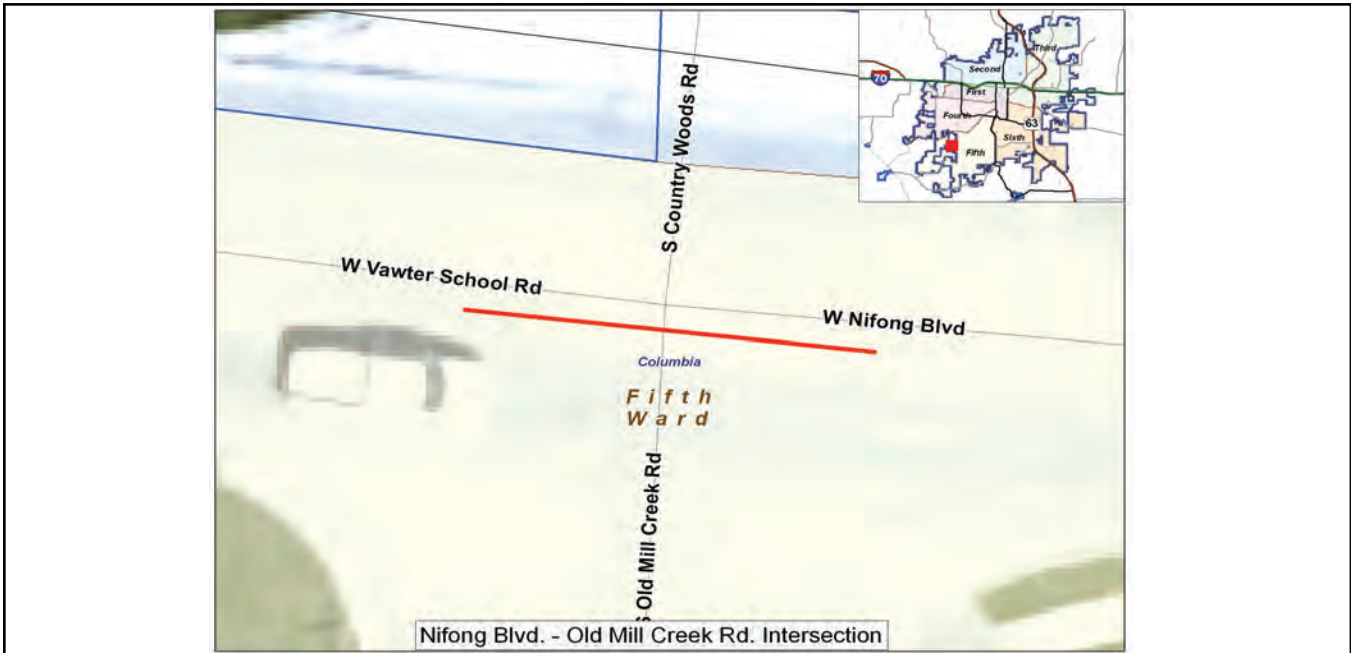 Third
Second
70
First
Fourth
63
Sixth
Fifth
S Country Woods Rd
W Vawter School Rd
W Nifong Blvd
Columbia
Fifth
Ward
S Old Mill Creek Rd
Nifong Blvd. - Old Mill Creek Rd. Intersection